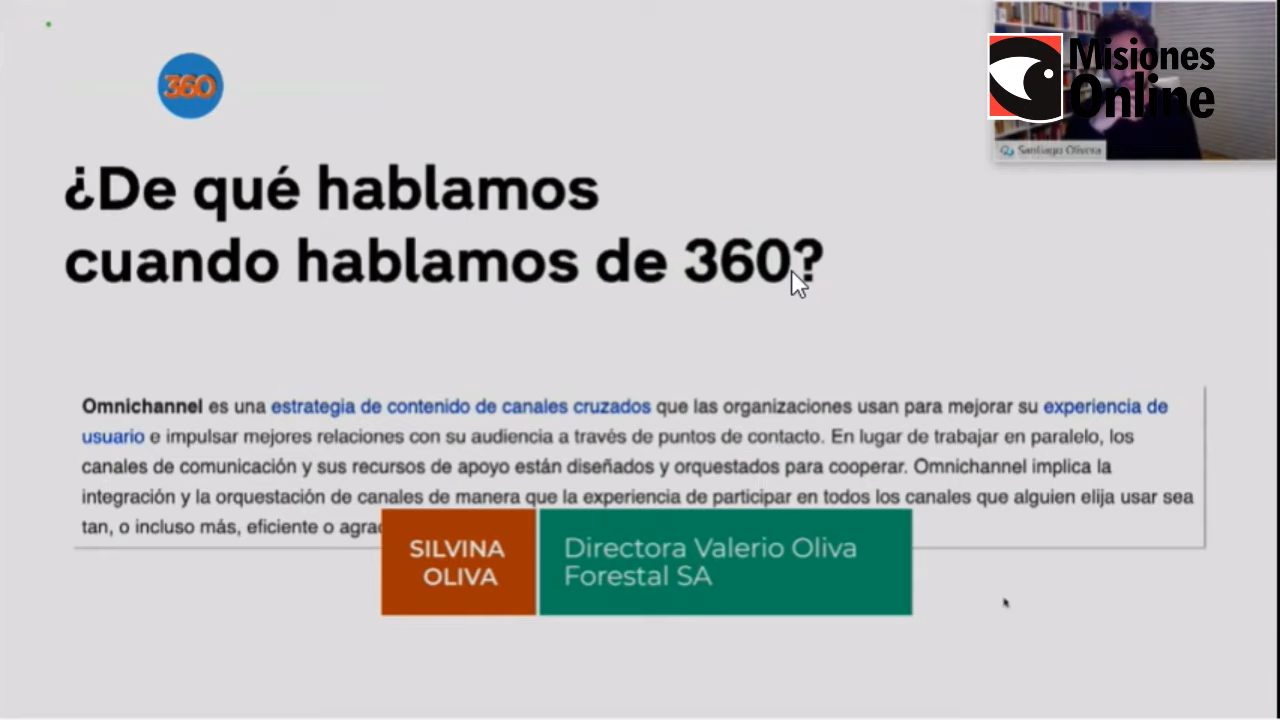 360
Misiones
Online
Santiago Olivera
¿De qué hablamos
cuando hablamos de 360?
Omnichannel es una estrategia de contenido de canales cruzados que las organizaciones usan para mejorar su experiencia de
usuario e impulsar mejores relaciones con su audiencia a través de puntos de contacto. En lugar de trabajar en paralelo, los
canales de comunicación y sus recursos de apoyo están diseñados y orquestados para cooperar. Omnichannel implica la
integración y la orquestación de canales de manera que la experiencia de participar en todos los canales que alguien elija usar sea
tan, o incluso más, eficiente o
SILVINA
OLIVA
Directora Valerio Oliva
Forestal SA